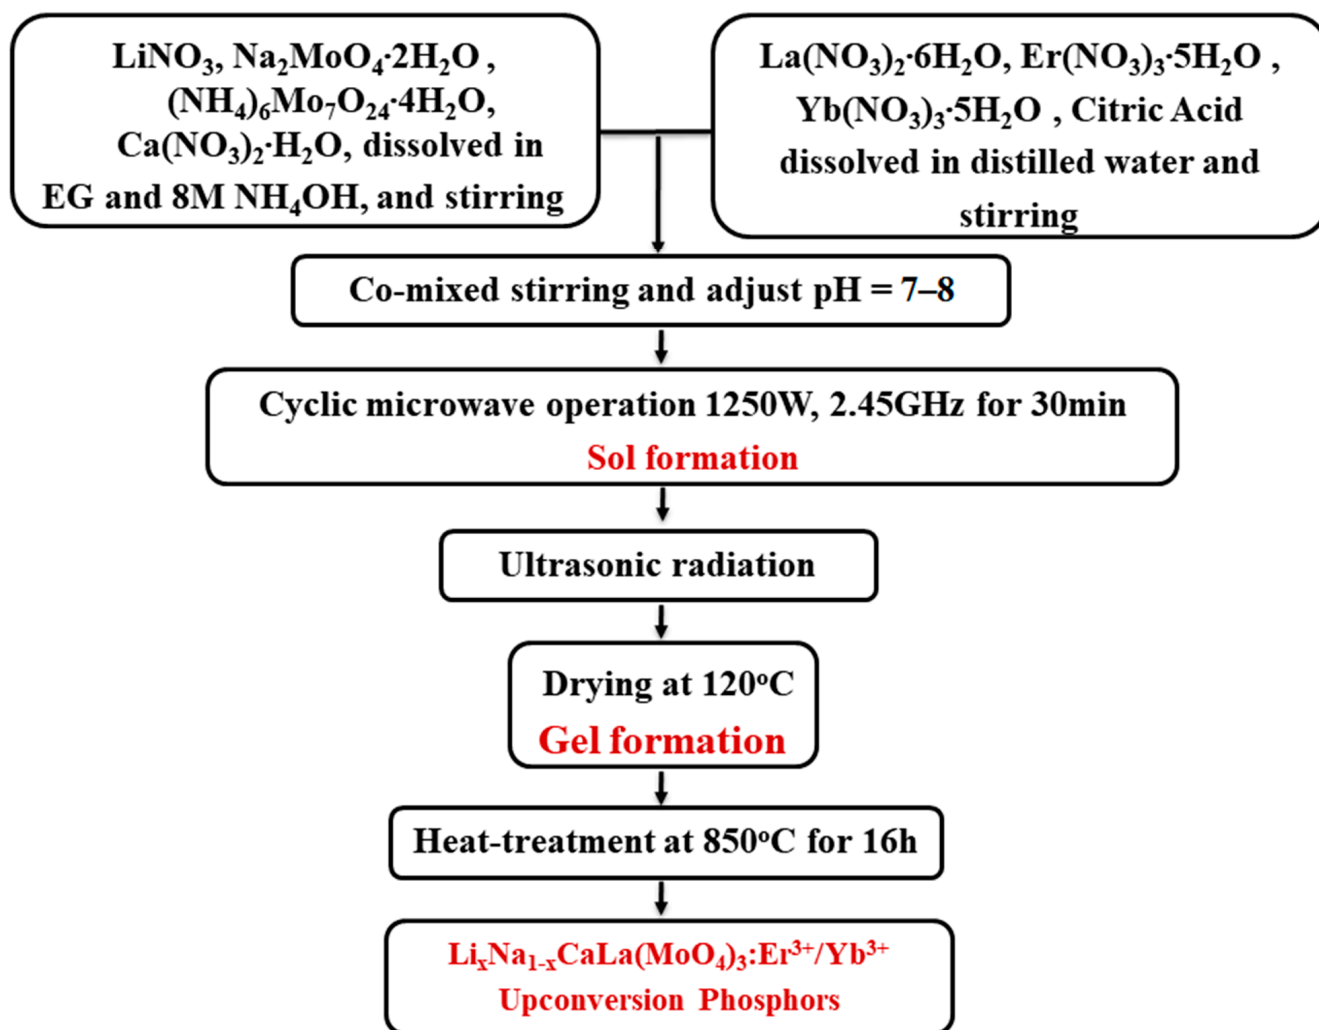 LiNO₃, Na₂MoO₄·2H₂O ,
(NH₄)₆Mo₇O₂₄·4H₂O,
Ca(NO₃)₂·H₂O, dissolved in
EG and 8M NH₄OH, and stirring
La(NO₃)₂·6H₂O, Er(NO₃)₃·5H₂O ,
Yb(NO₃)₃·5H₂O , Citric Acid
dissolved in distilled water and
stirring
Co-mixed stirring and adjust pH = 7–8
Cyclic microwave operation 1250W, 2.45GHz for 30min
Sol formation
Ultrasonic radiation
Drying at 120ᵒC
Gel formation
Heat-treatment at 850ᵒC for 16h
LiₓNa₁₋ₓCaLa(MoO₄)₃:Er³⁺/Yb³⁺
Upconversion Phosphors